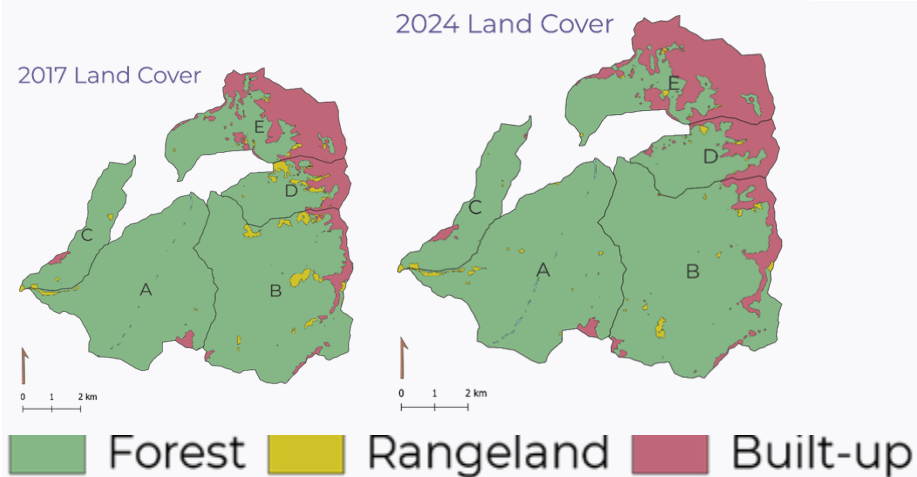 2024 Land Cover
2017 Land Cover
E
D
C
A
B
0 1 2 km
E
D
C
A
B
0 1 2 km
Forest Rangeland Built-up